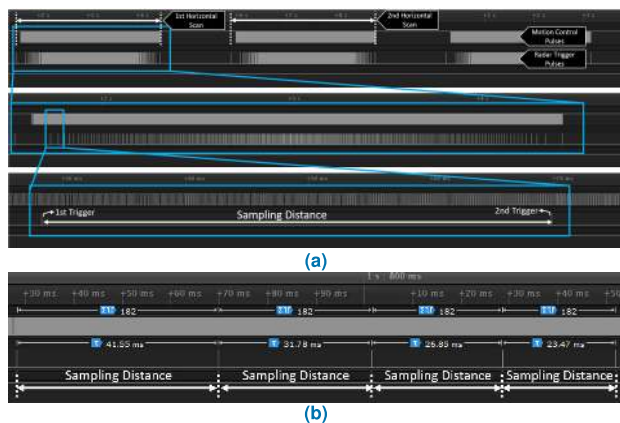 1st Horizontal
Scan
2nd Horizontal
Scan
Motion Control
Pulses
Radar Trigger
Pulses
1st Trigger
Sampling Distance
2nd Trigger
(a)
1 s : 800 ms
+30 ms +40 ms +50 ms +60 ms +70 ms +80 ms +90 ms +10 ms +20 ms +30 ms +40 ms
182 182 182 182
41.55 ms 31.78 ms 26.85 ms 23.47 ms
Sampling Distance Sampling Distance Sampling Distance Sampling Distance
(b)